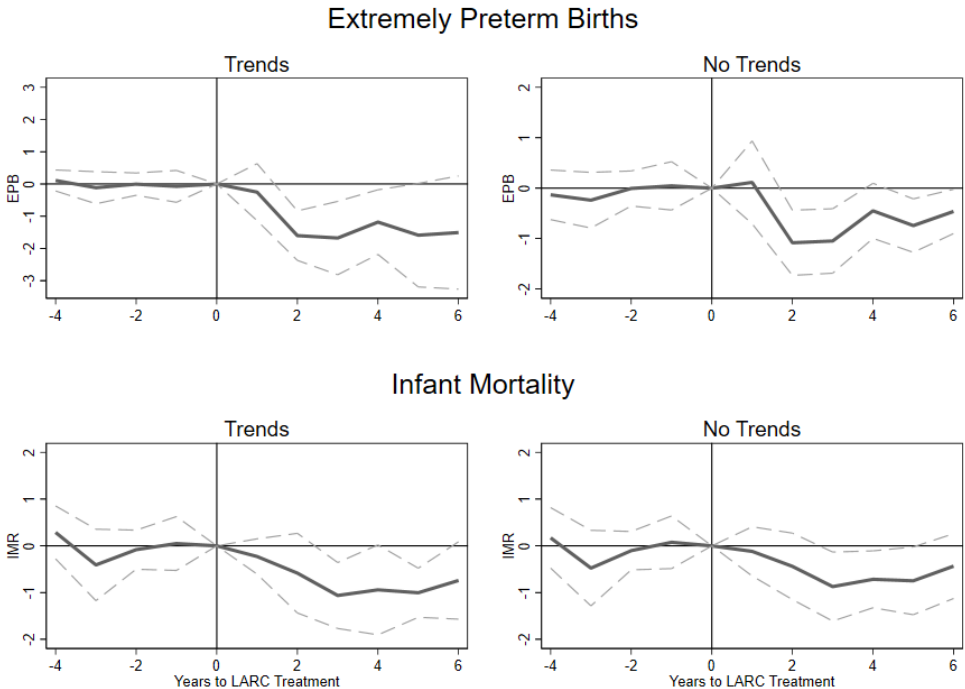 Extremely Preterm Births
Trends
EPB
3
2
1
0
-1
-2
-3
-4 -2 0 2 4 6
No Trends
EPB
2
1
0
-1
-2
-4 -2 0 2 4 6
Infant Mortality
Trends
IMR
2
1
0
-1
-2
-4 -2 0 2 4 6
Years to LARC Treatment
No Trends
IMR
2
1
0
-1
-2
-4 -2 0 2 4 6
Years to LARC Treatment